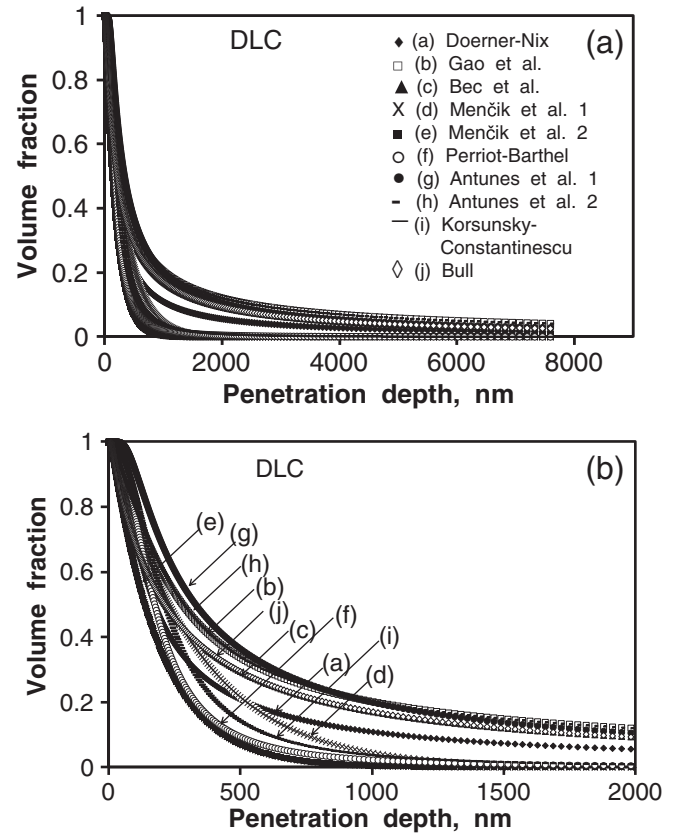 DLC
(a)
(a) Doerner-Nix
(b) Gao et al.
(c) Bec et al.
(d) Menčik et al. 1
(e) Menčik et al. 2
(f) Perriot-Barthel
(g) Antunes et al. 1
(h) Antunes et al. 2
(i) Korsunsky-
Constantinescu
(j) Bull
Volume fraction
1
0.8
0.6
0.4
0.2
0
0 2000 4000 6000 8000
Penetration depth, nm
DLC
(b)
Volume fraction
1
0.8
0.6
0.4
0.2
0
(e)
(g)
(h)
(b)
(j)
(f)
(c)
(i)
(a)
(d)
0 500 1000 1500 2000
Penetration depth, nm